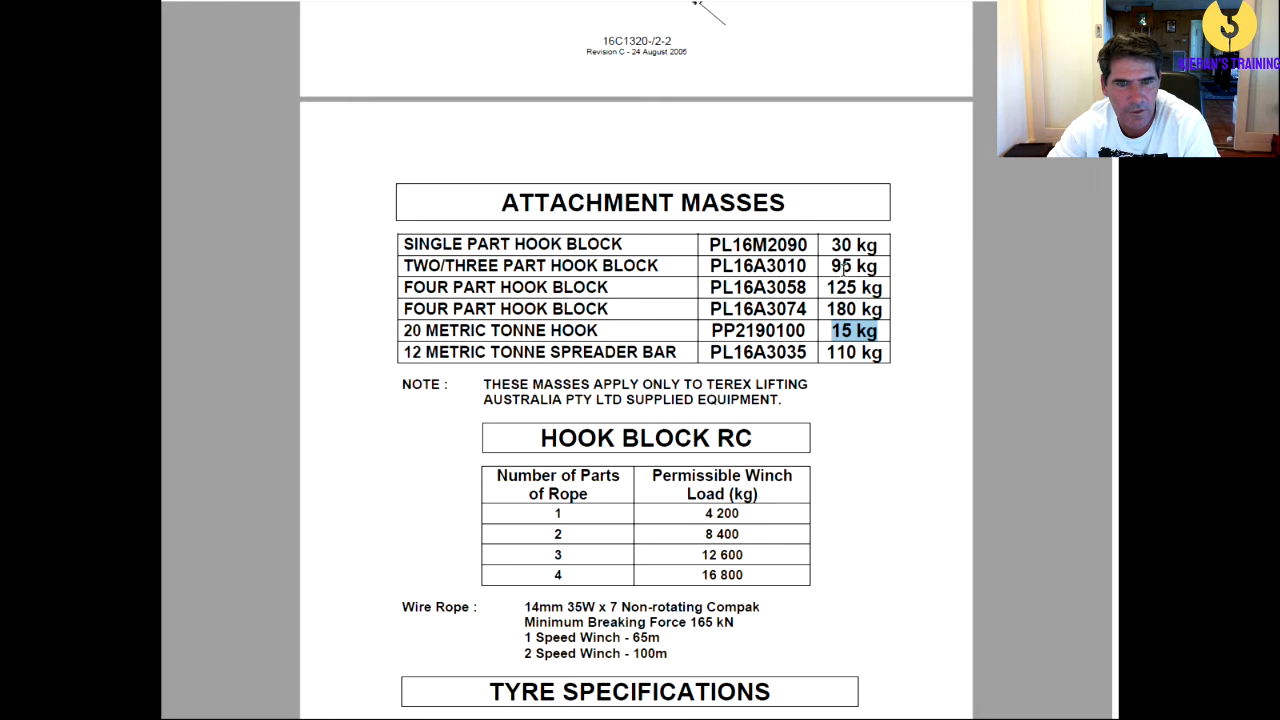 16C1320-/2-2
Revision C - 24 August 2006
KIERAN'S TRAINING
ATTACHMENT MASSES
SINGLE PART HOOK BLOCK PL16M2090 30 kg
TWO/THREE PART HOOK BLOCK PL16A3010 95 kg
FOUR PART HOOK BLOCK PL16A3058 125 kg
FOUR PART HOOK BLOCK PL16A3074 180 kg
20 METRIC TONNE HOOK PP2190100 15 kg
12 METRIC TONNE SPREADER BAR PL16A3035 110 kg
NOTE : THESE MASSES APPLY ONLY TO TEREX LIFTING
AUSTRALIA PTY LTD SUPPLIED EQUIPMENT.
HOOK BLOCK RC
Number of Parts Permissible Winch
of Rope Load (kg)
1 4 200
2 8 400
3 12 600
4 16 800
Wire Rope : 14mm 35W x 7 Non-rotating Compak
Minimum Breaking Force 165 kN
1 Speed Winch - 65m
2 Speed Winch - 100m
TYRE SPECIFICATIONS